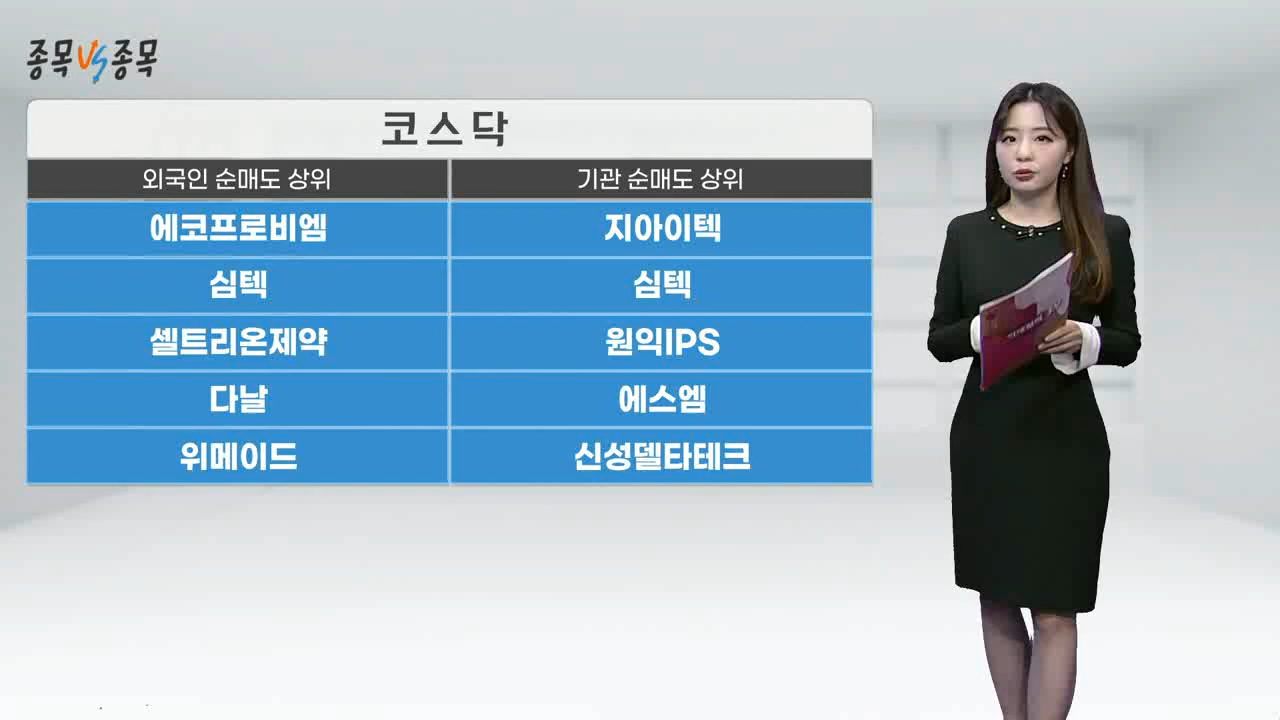 종목VS종목
코스닥
외국인 순매도 상위 기관 순매도 상위
에코프로비엠 지아이텍
심텍 심텍
셀트리온제약 원익IPS
다날 에스엠
위메이드 신성델타테크